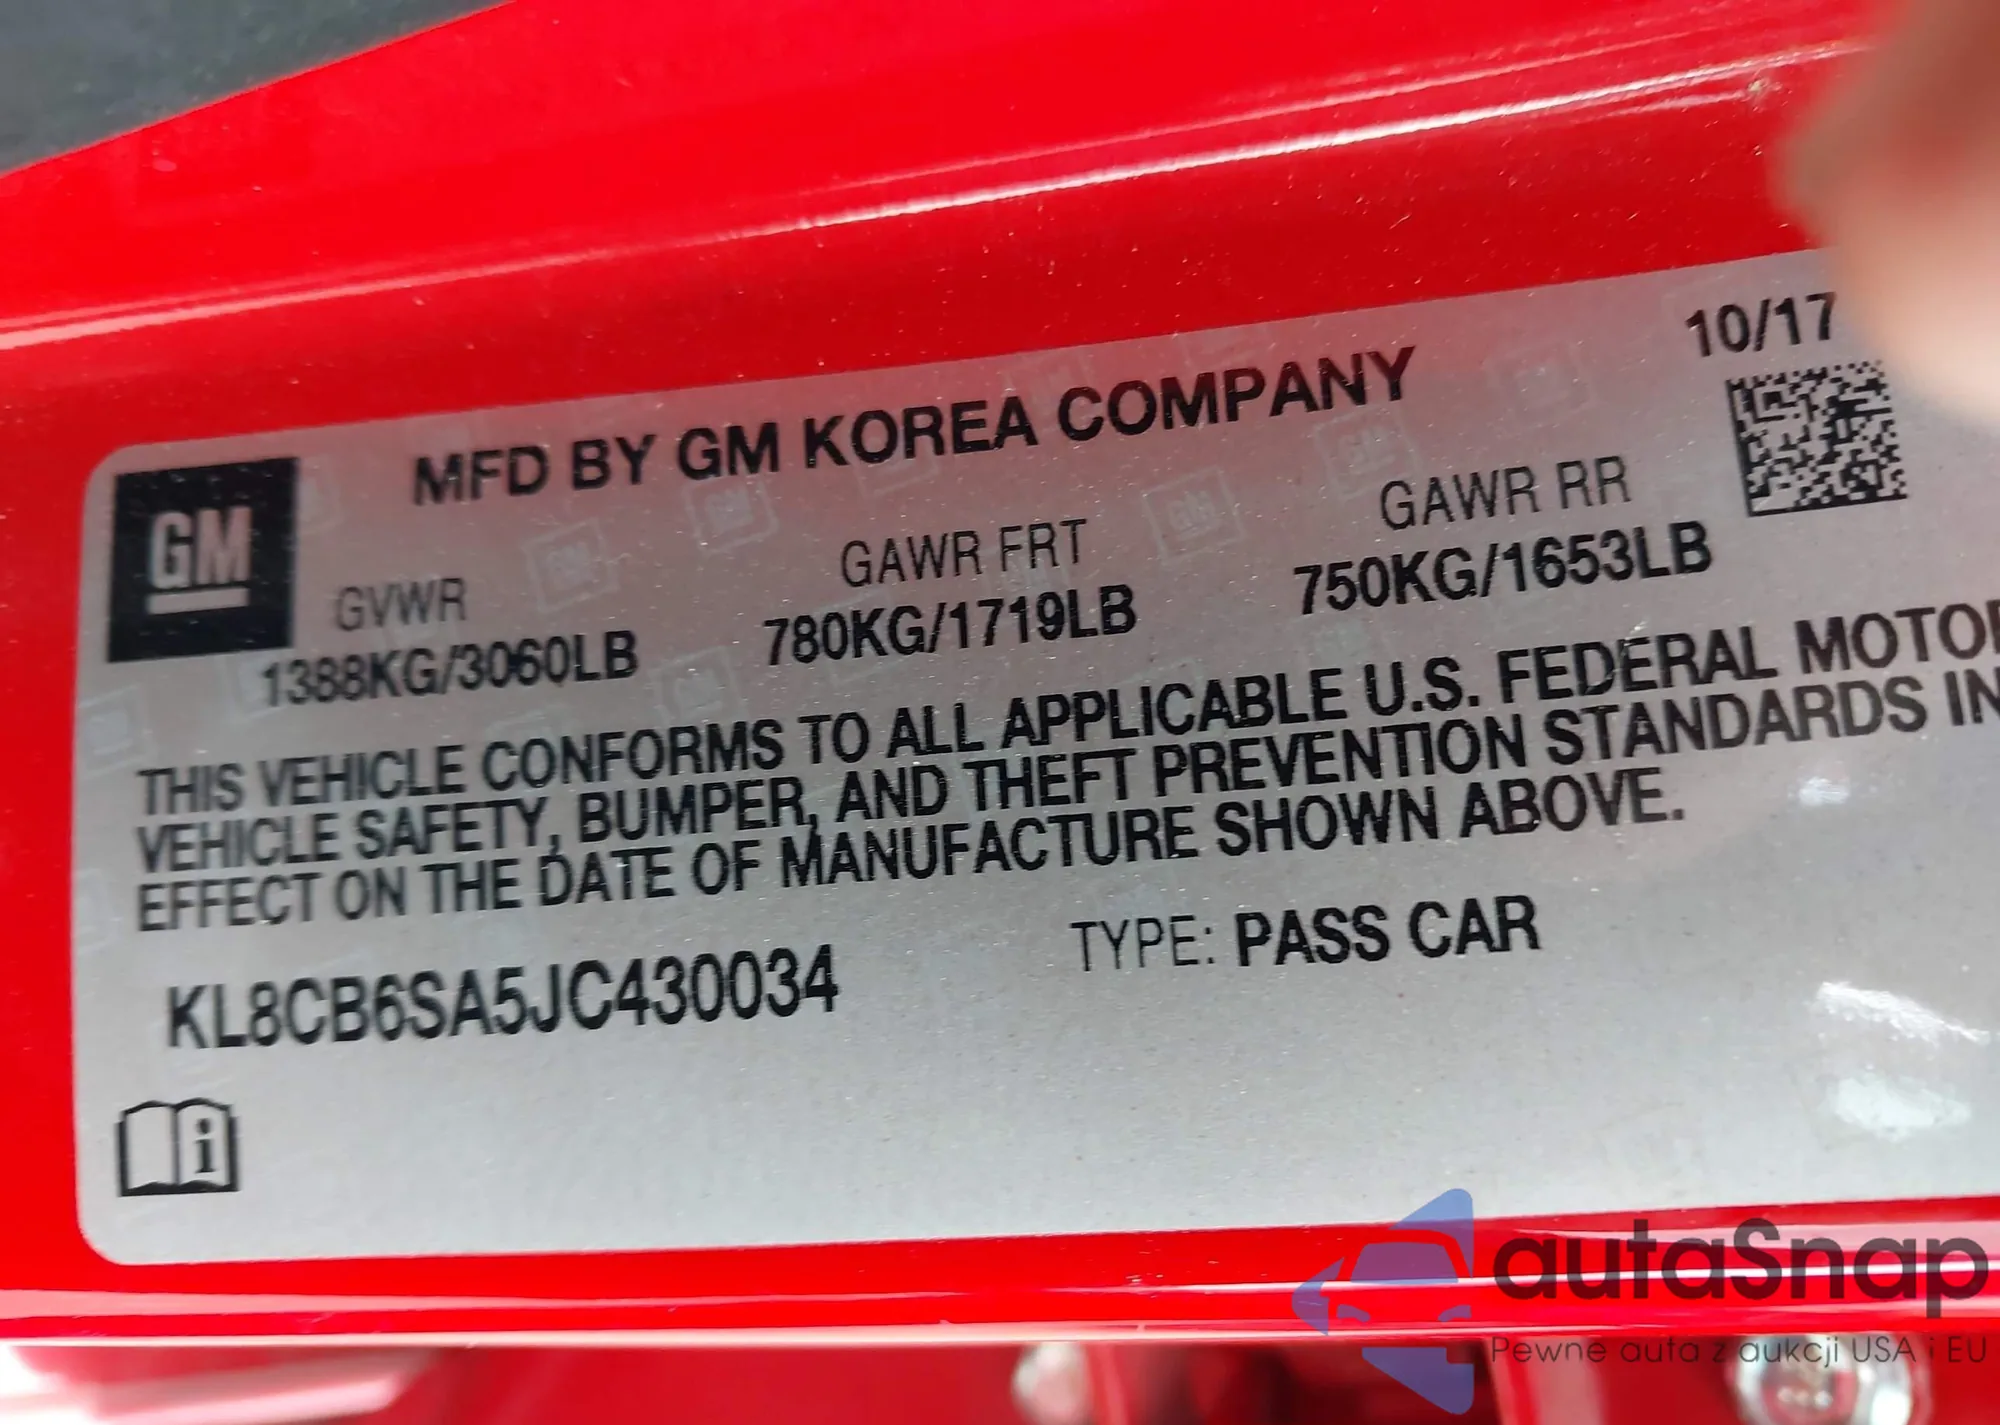 10/17
MFD BY GM KOREA COMPANY
GM
GVWR GAWR FRT GAWR RR
1388KG/3060LB 780KG/1719LB 750KG/1653LB
THIS VEHICLE CONFORMS TO ALL APPLICABLE U.S. FEDERAL MOTOR
VEHICLE SAFETY, BUMPER, AND THEFT PREVENTION STANDARDS IN
EFFECT ON THE DATE OF MANUFACTURE SHOWN ABOVE.
KL8CB6SA5JC430034 TYPE: PASS CAR
i
autaSnap
Pewne auta z aukcji USA i EU